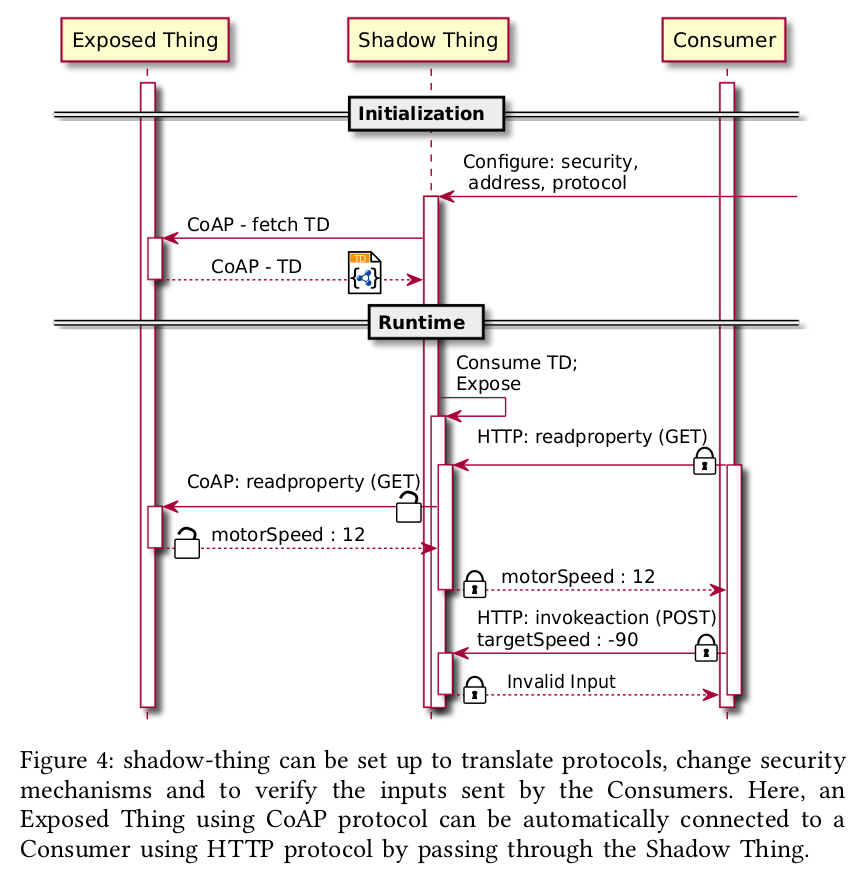 Exposed Thing
Shadow Thing
Consumer
Initialization
Configure: security,
address, protocol
CoAP - fetch TD
CoAP - TD
TD
{ }
Runtime
Consume TD;
Expose
HTTP: readproperty (GET)
CoAP: readproperty (GET)
motorSpeed : 12
motorSpeed : 12
HTTP: invokeaction (POST)
targetSpeed : -90
Invalid Input
Figure 4: shadow-thing can be set up to translate protocols, change security
mechanisms and to verify the inputs sent by the Consumers. Here, an
Exposed Thing using CoAP protocol can be automatically connected to a
Consumer using HTTP protocol by passing through the Shadow Thing.